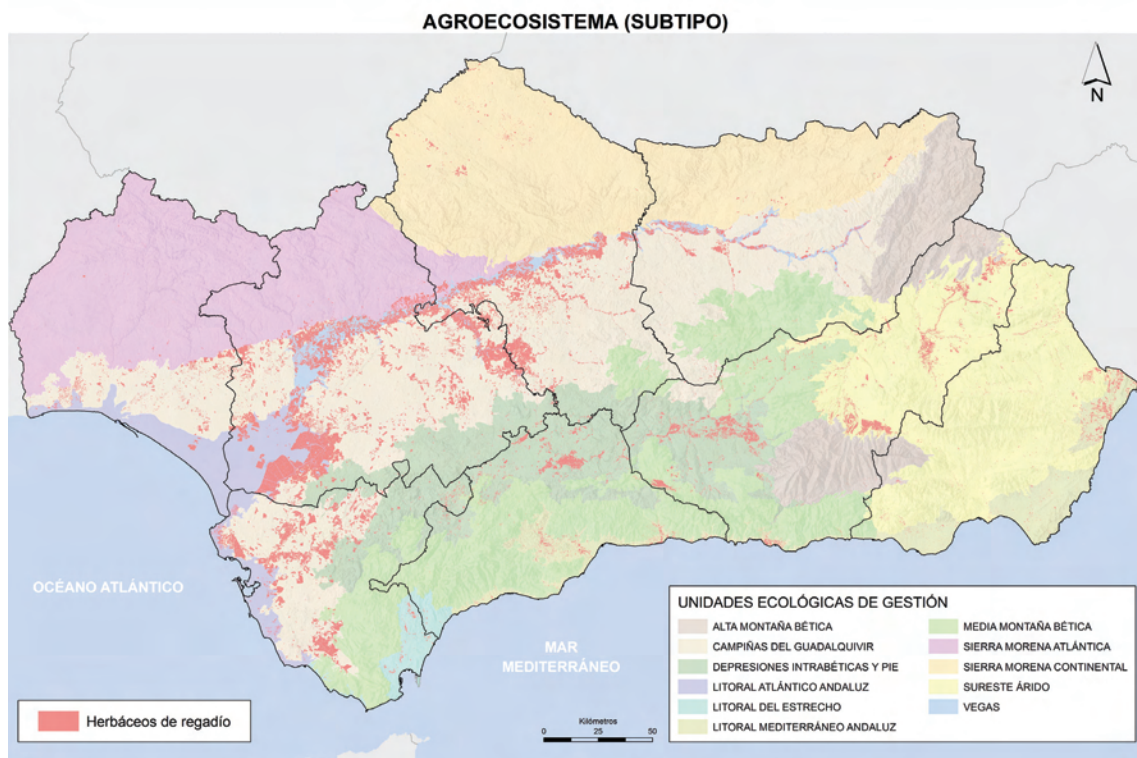 AGROECOSISTEMA (SUBTIPO)
N
OCÉANO ATLÁNTICO
MAR
MEDITERRÁNEO
Herbáceos de regadío
Kilómetros
0 25 50
UNIDADES ECOLÓGICAS DE GESTIÓN
ALTA MONTAÑA BÉTICA
CAMPIÑAS DEL GUADALQUIVIR
DEPRESIONES INTRABÉTICAS Y PIE
LITORAL ATLÁNTICO ANDALUZ
LITORAL DEL ESTRECHO
LITORAL MEDITERRÁNEO ANDALUZ
MEDIA MONTAÑA BÉTICA
SIERRA MORENA ATLÁNTICA
SIERRA MORENA CONTINENTAL
SURESTE ÁRIDO
VEGAS